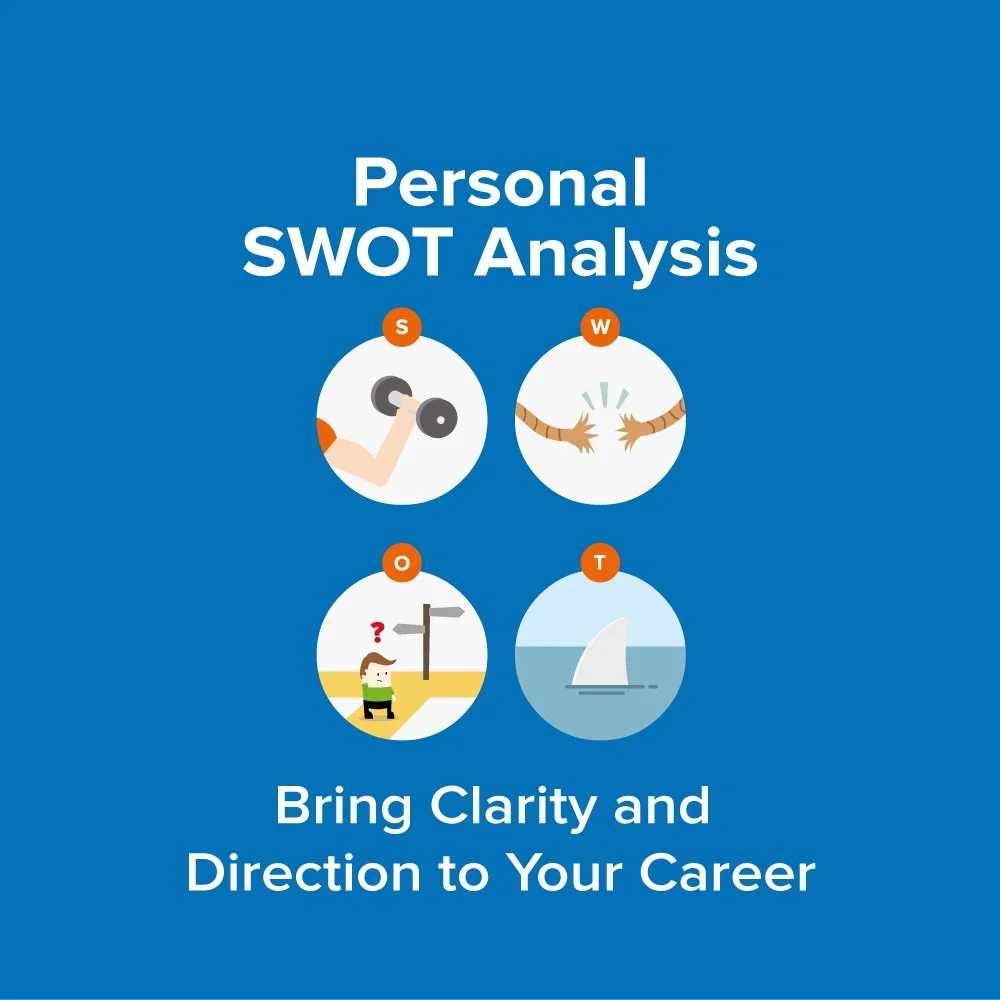 Personal
SWOT Analysis
S
W
O
?
T
Bring Clarity and
Direction to Your Career